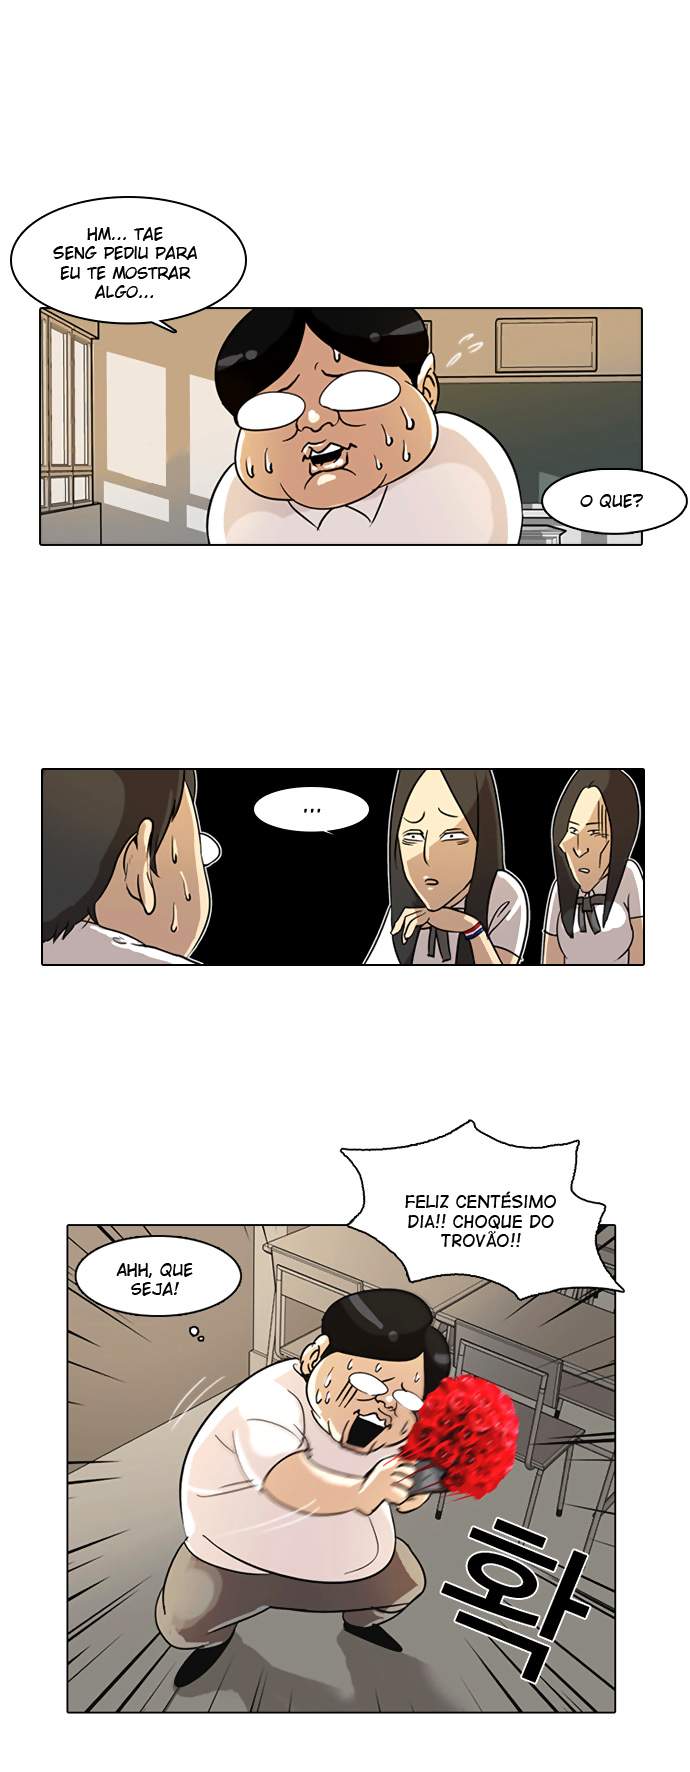 HM... TAE
SENG PEDIU PARA
EU TE MOSTRAR
ALGO...
O QUE?
...
FELIZ CENTÉSIMO
DIA!! CHOQUE DO
TROVÃO!!
AHH, QUE
SEJA!
확